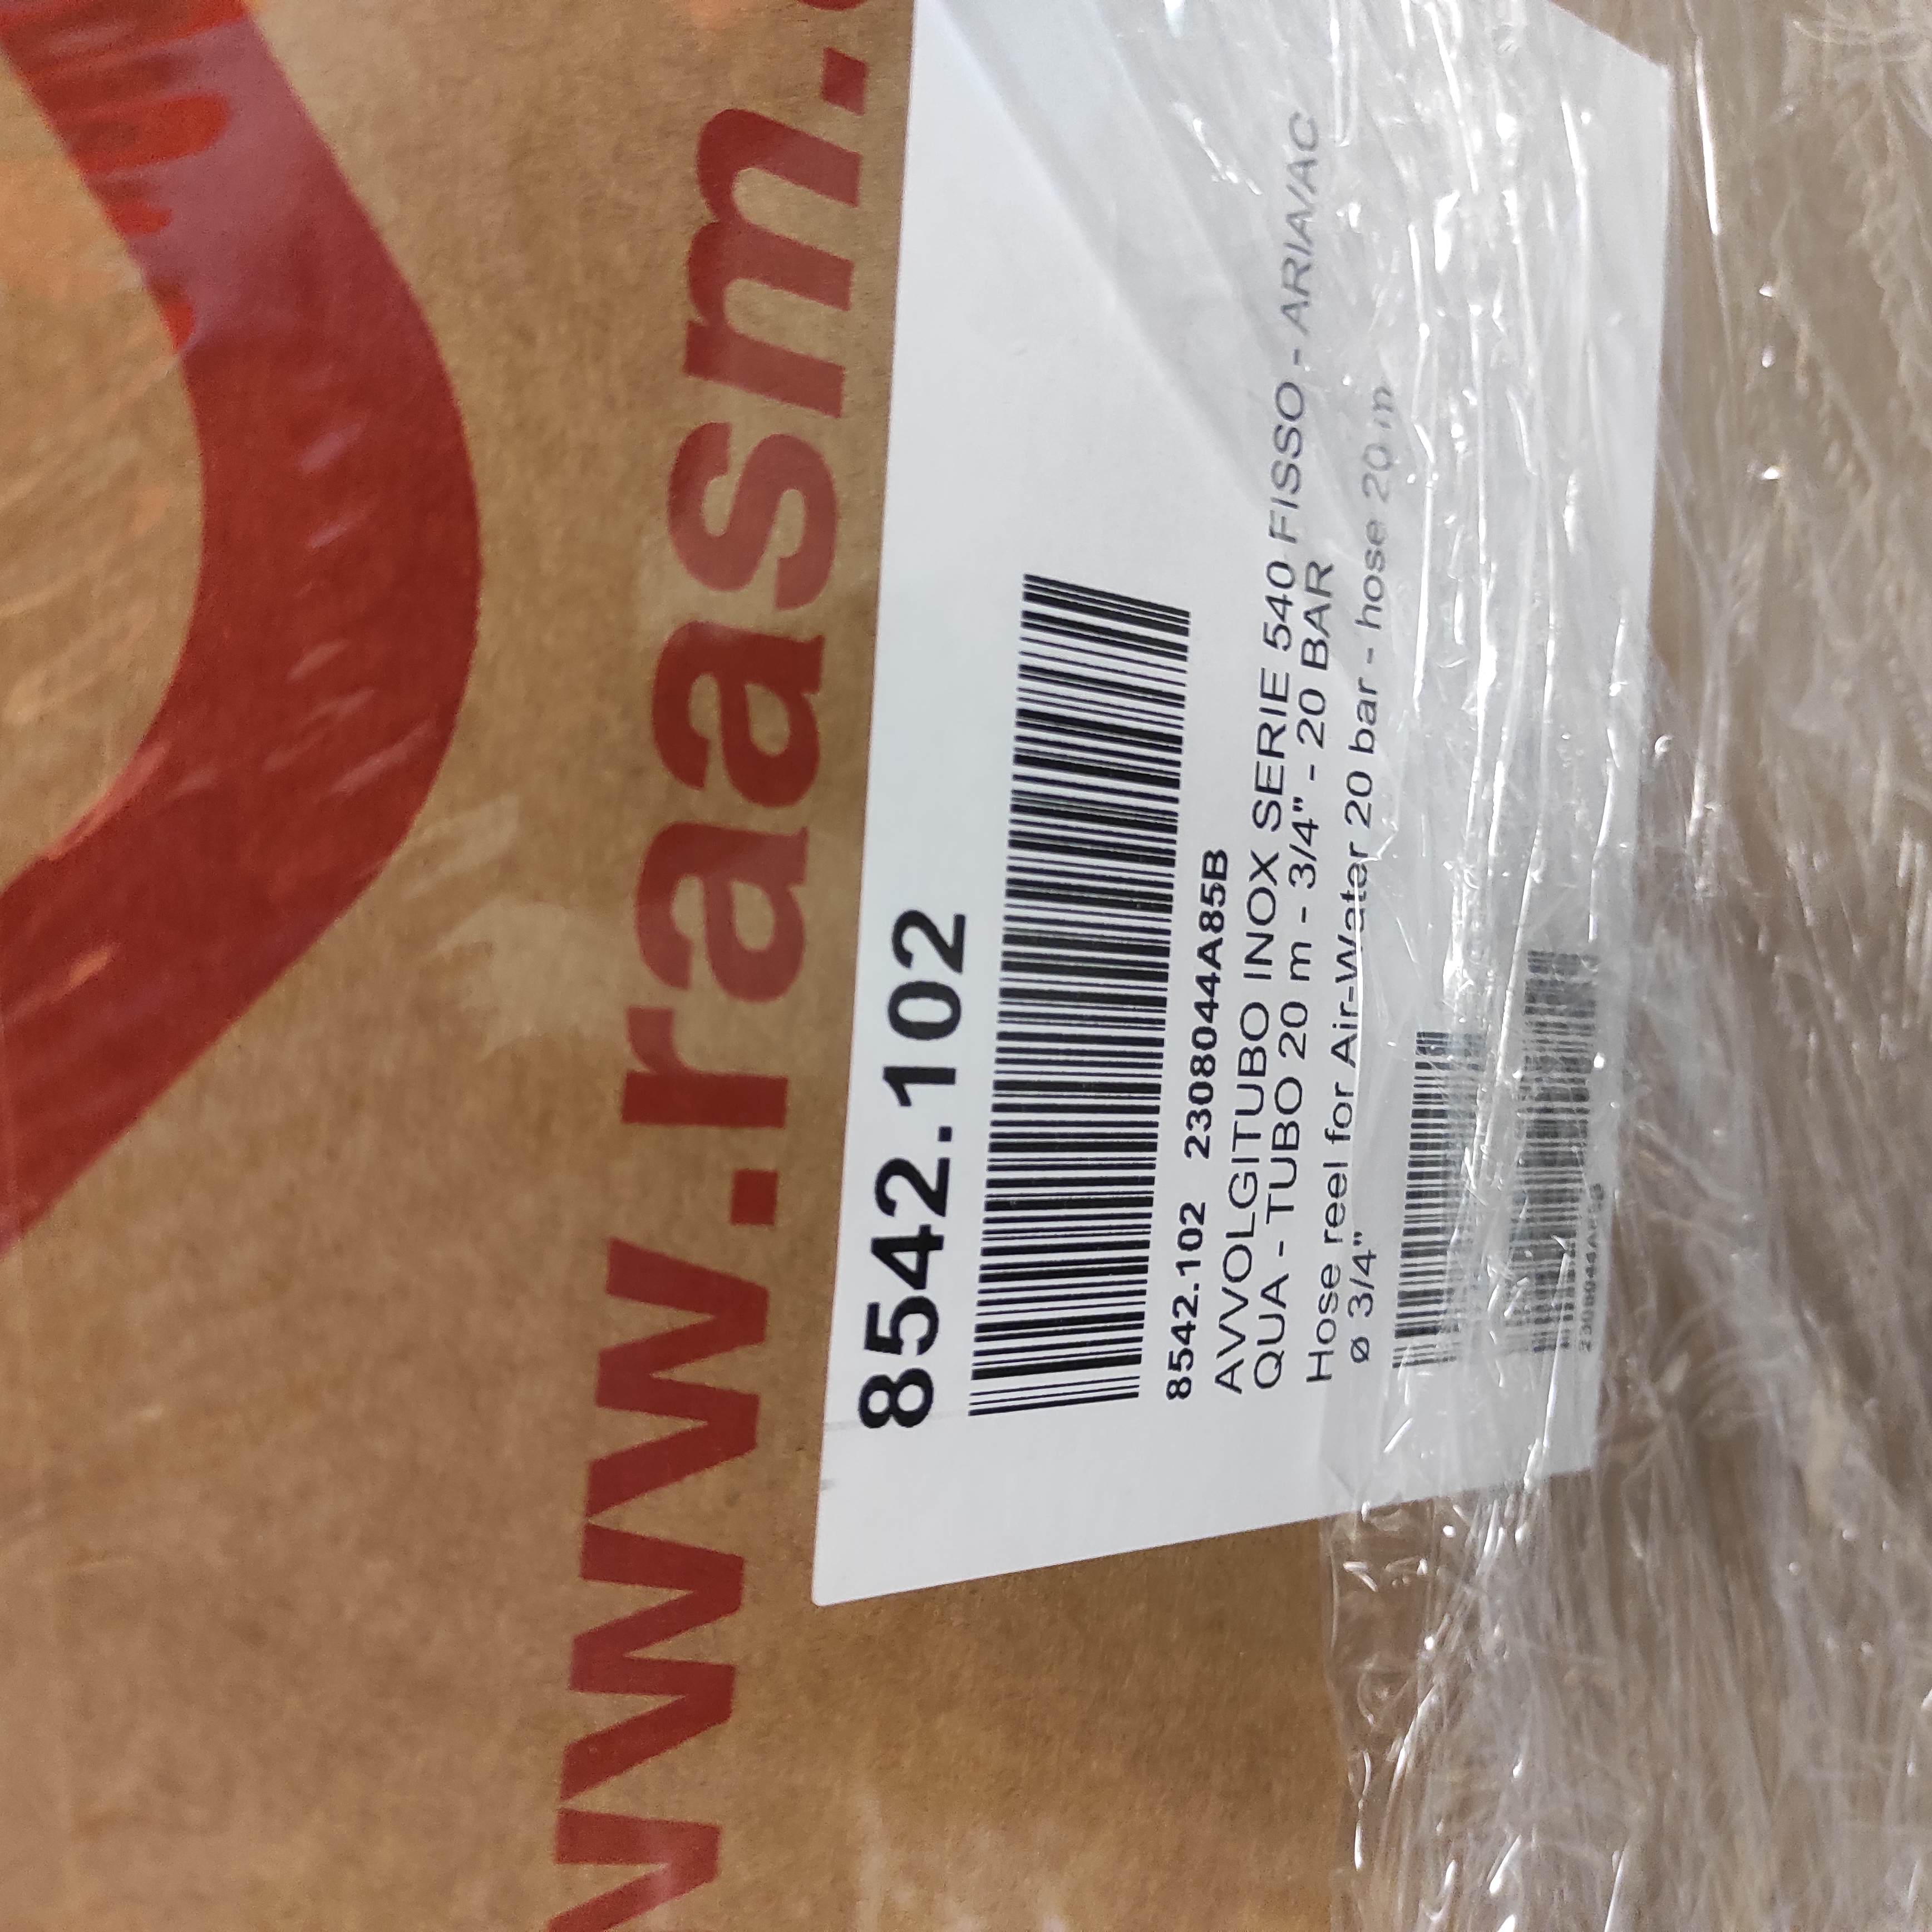 www.raasm.
8542.102
8542.102 2308044A85B
AVVOLGITUBO INOX SERIE 540 FISSO - ARIA/AC
QUA - TUBO 20 m - 3/4" - 20 BAR
Hose reel for Air-Water 20 bar - hose 20 m
ø 3/4"